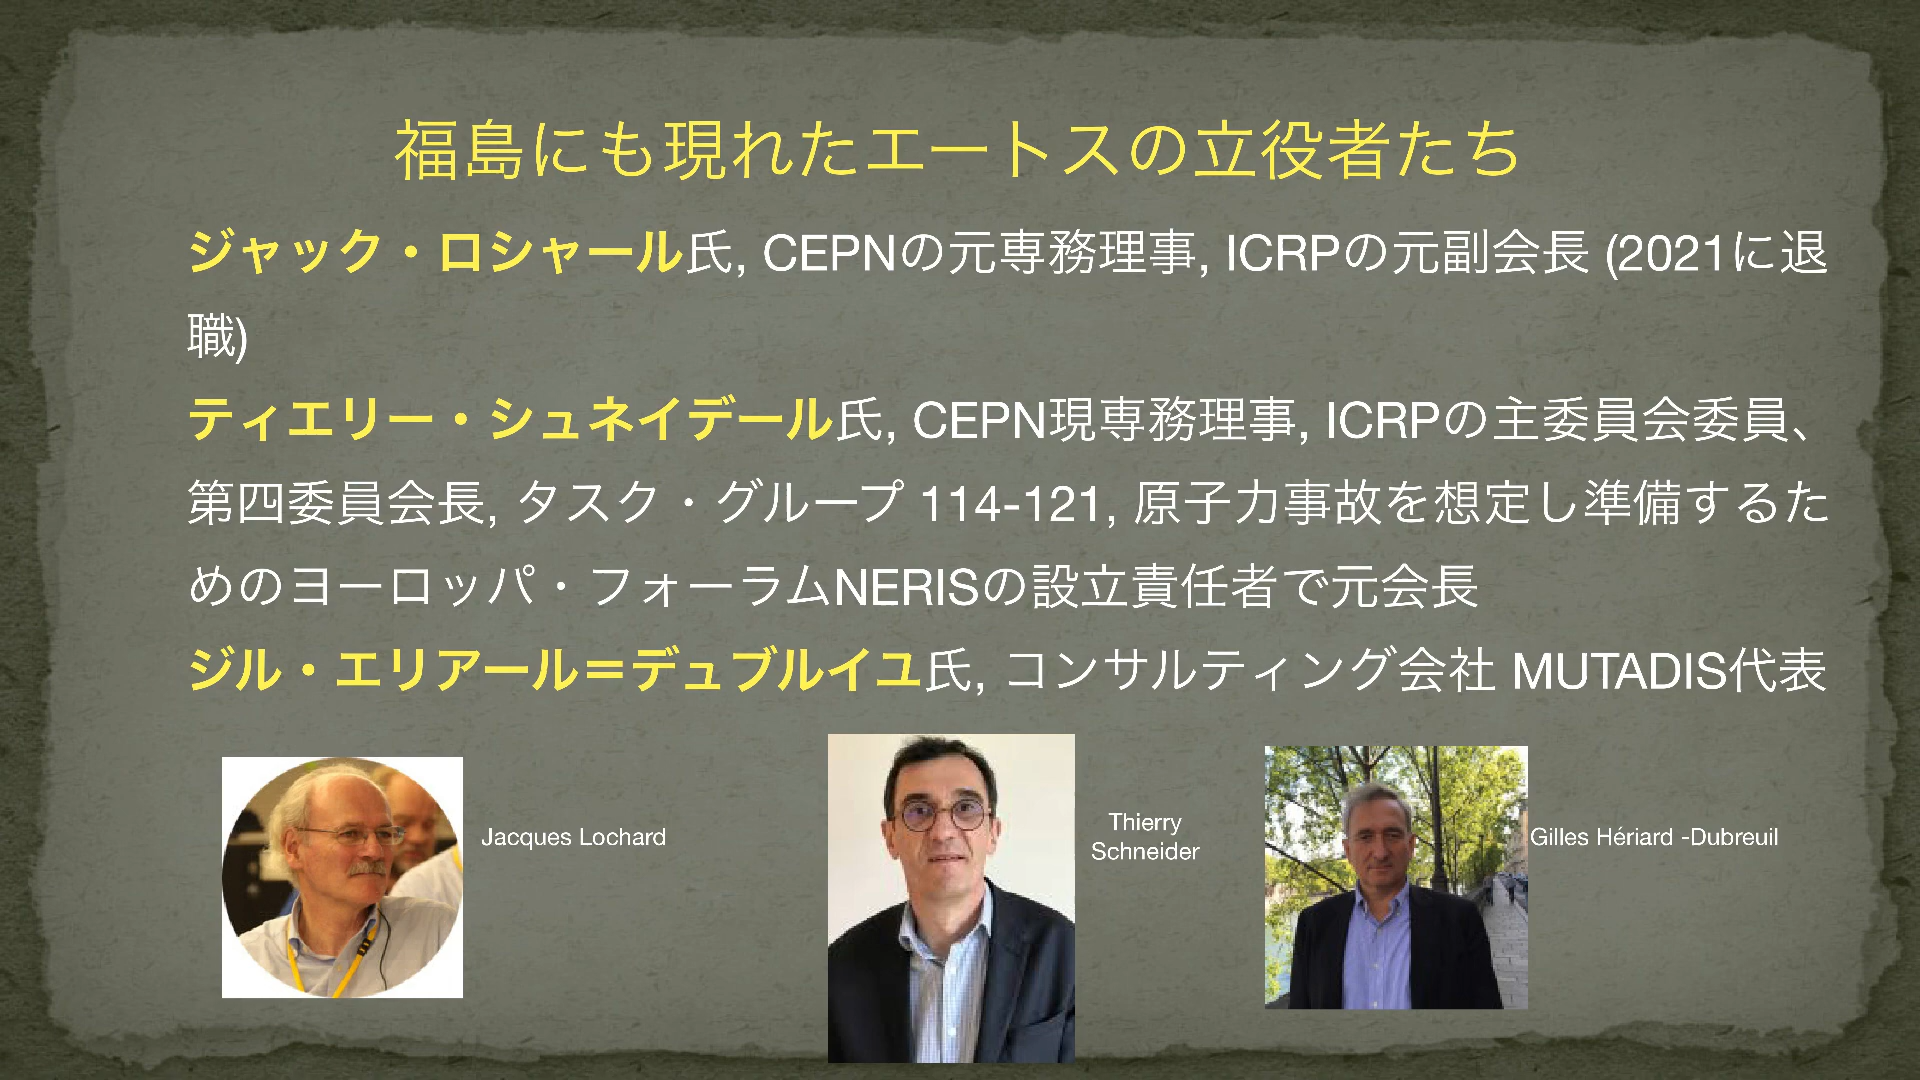 福島にも現れたエートスの立役者たち
ジャック・ロシャール氏, CEPNの元専務理事, ICRPの元副会長 (2021に退
職)
ティエリー・シュネイデール氏, CEPN現専務理事, ICRPの主委員会委員、
第四委員会長, タスク・グループ 114-121, 原子力事故を想定し準備するた
めのヨーロッパ・フォーラムNERISの設立責任者で元会長
ジル・エリアール＝デュブルイユ氏, コンサルティング会社 MUTADIS代表
Jacques Lochard
Thierry
Schneider
Gilles Hériard -Dubreuil